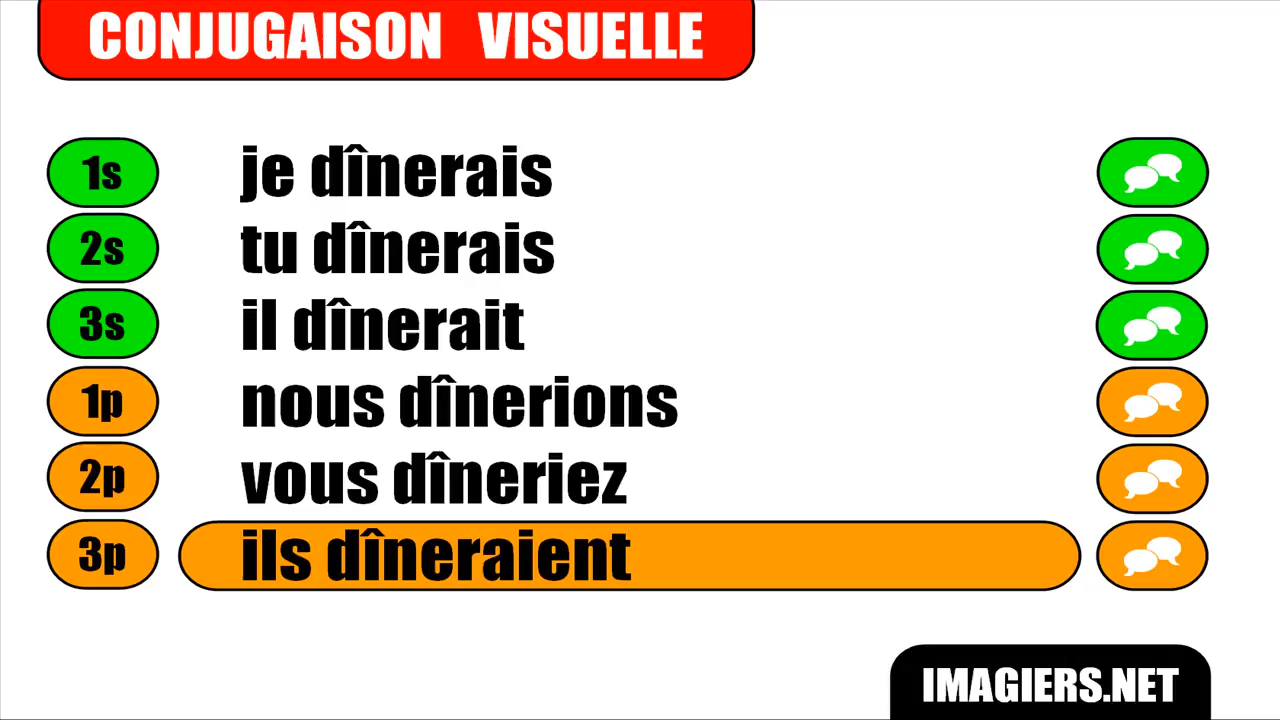 CONJUGAISON VISUELLE
1s je dînerais
2s tu dînerais
3s il dînerait
1p nous dînerions
2p vous dîneriez
3p ils dîneraient
IMAGIERS.NET